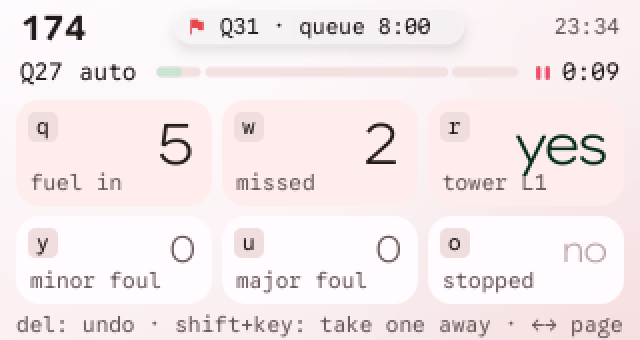 174 Q31 · queue 8:00 23:34
Q27 auto 0:09
q 5 w 2 r yes
fuel in missed tower L1
y 0 u 0 o no
minor foul major foul stopped
del: undo · shift+key: take one away · ↔ page